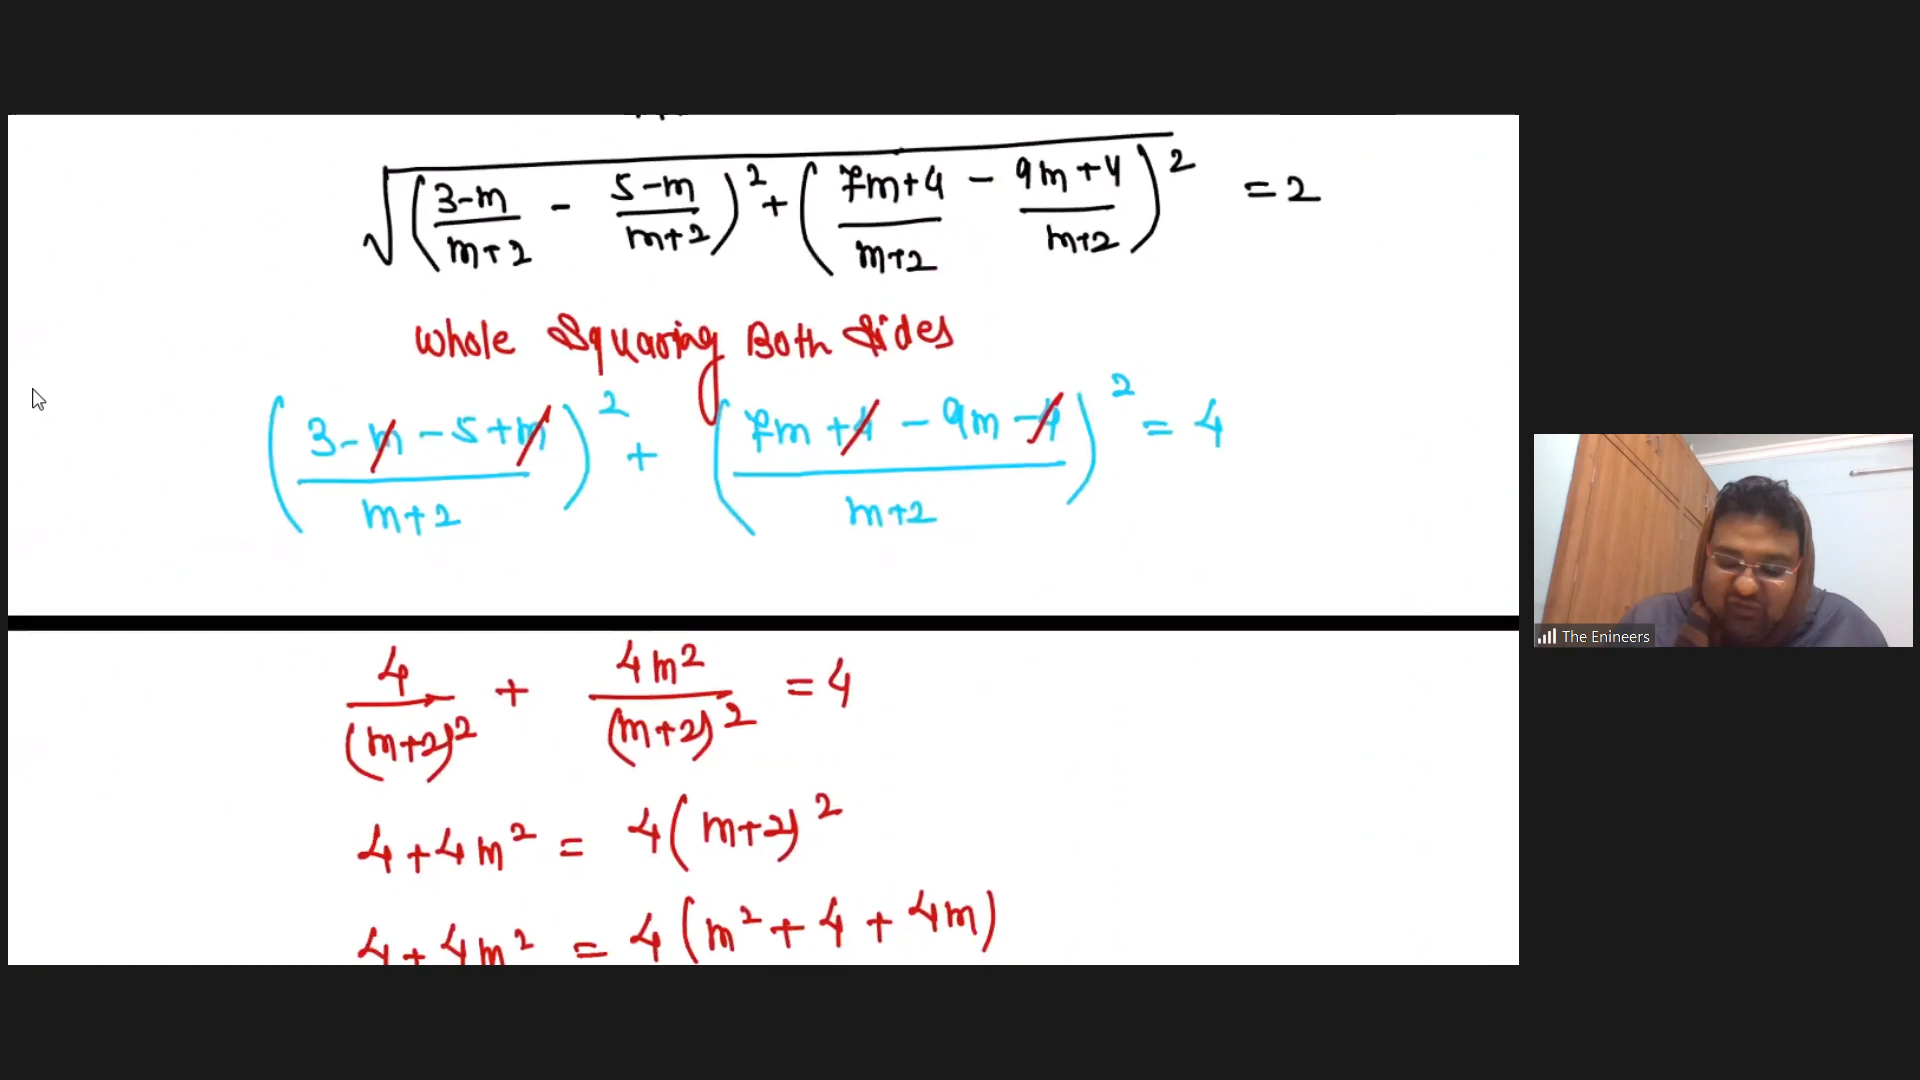 √((3-m)/(m+2) - (5-m)/(m+2))² + ((7m+4)/(m+2) - (9m+4)/(m+2))² = 2
Whole Squaring Both Sides
((3-m-5+m)/(m+2))² + ((7m+4-9m-4)/(m+2))² = 4
4/(m+2)² + 4m²/(m+2)² = 4
4+4m² = 4(m+2)²
4+4m² = 4(m²+4+4m)
The Enineers